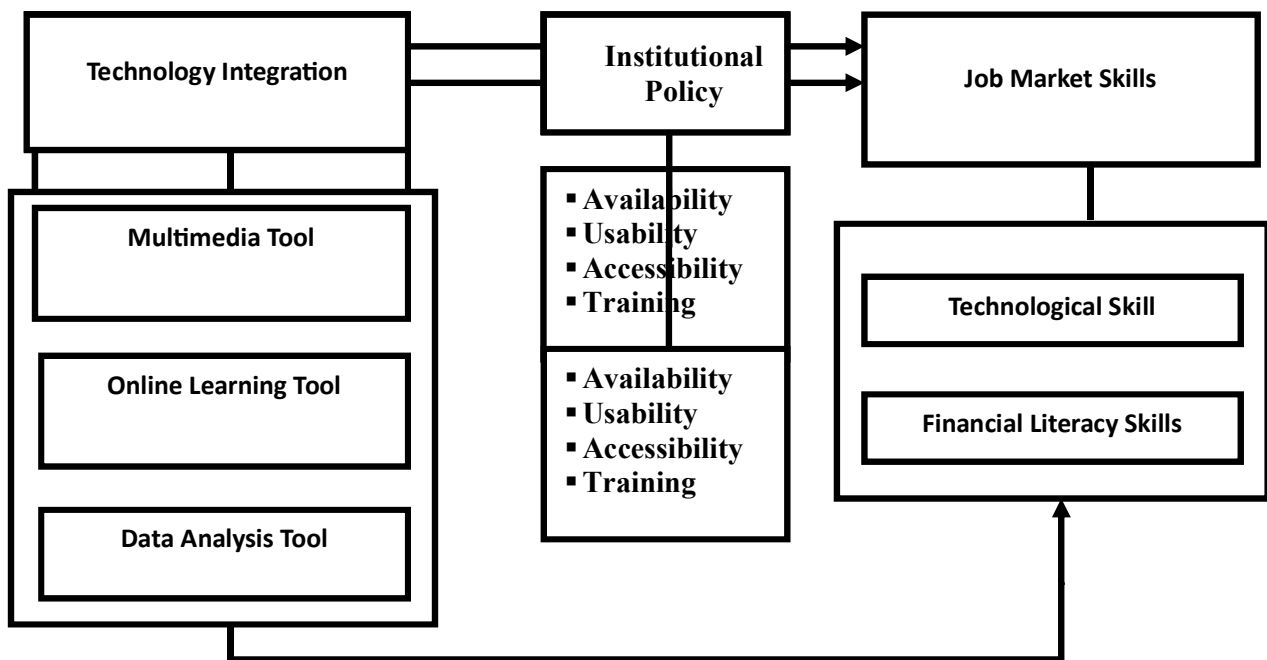 Technology Integration
Institutional
Policy
Job Market Skills
Multimedia Tool
Online Learning Tool
Data Analysis Tool
▪ Availability
▪ Usability
▪ Accessibility
▪ Training
▪ Availability
▪ Usability
▪ Accessibility
▪ Training
Technological Skill
Financial Literacy Skills